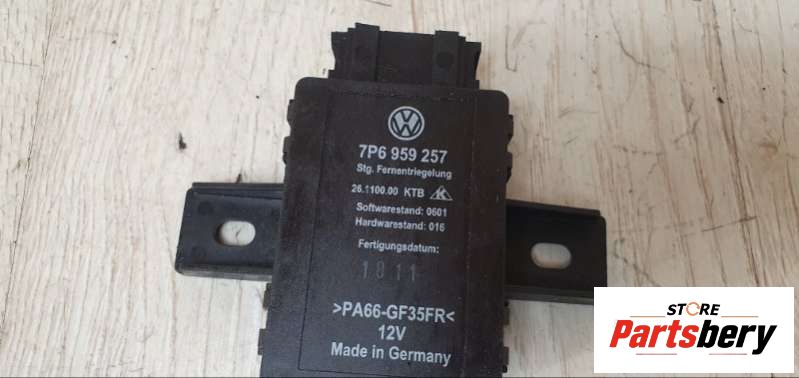 7P6 959 257
Stg. Fernentriegelung
26.1100.00 KTB
Softwarestand: 0601
Hardwarestand: 016
Fertigungsdatum:
1811
>PA66-GF35FR<
12V
Made in Germany
STORE
Partsbery